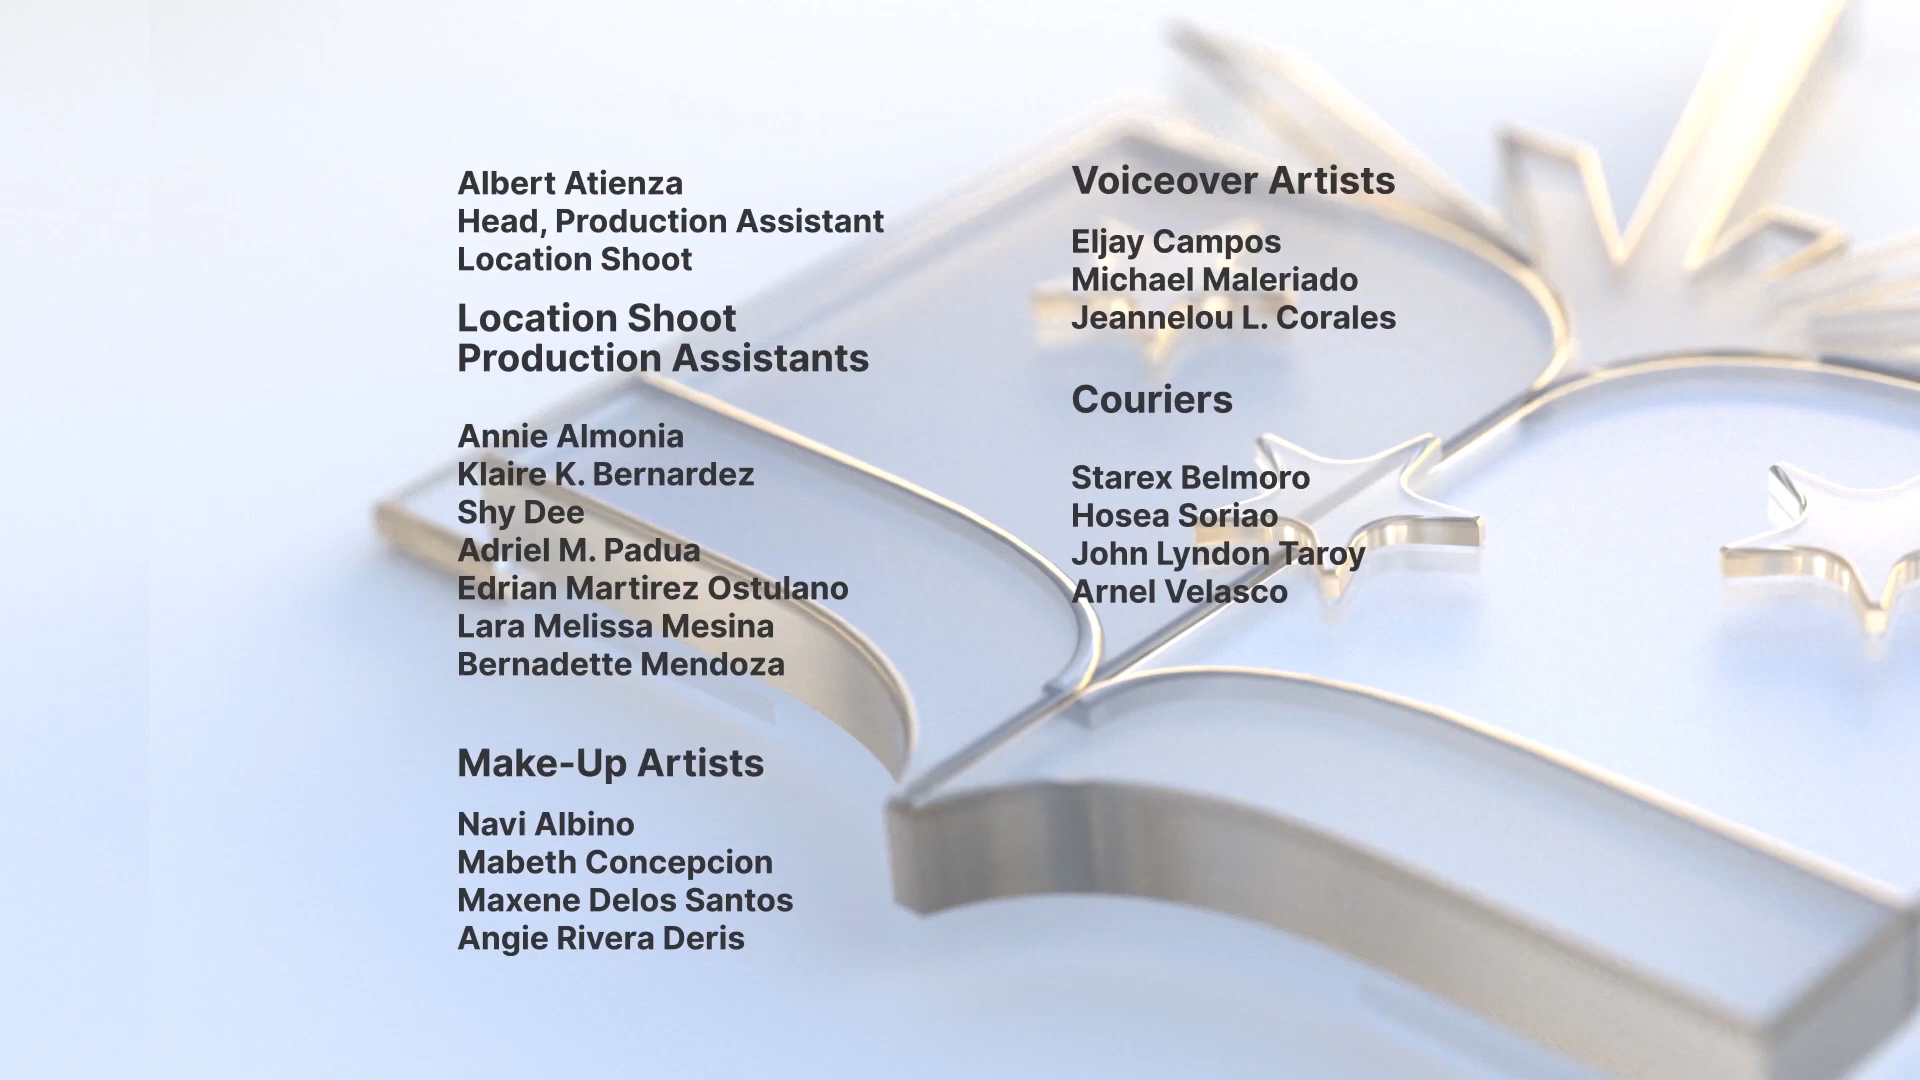 Albert Atienza
Head, Production Assistant
Location Shoot
Location Shoot
Production Assistants
Annie Almonia
Klaire K. Bernardez
Shy Dee
Adriel M. Padua
Edrian Martirez Ostulano
Lara Melissa Mesina
Bernadette Mendoza
Make-Up Artists
Navi Albino
Mabeth Concepcion
Maxene Delos Santos
Angie Rivera Deris
Voiceover Artists
Eljay Campos
Michael Maleriado
Jeannelou L. Corales
Couriers
Starex Belmoro
Hosea Soriao
John Lyndon Taroy
Arnel Velasco